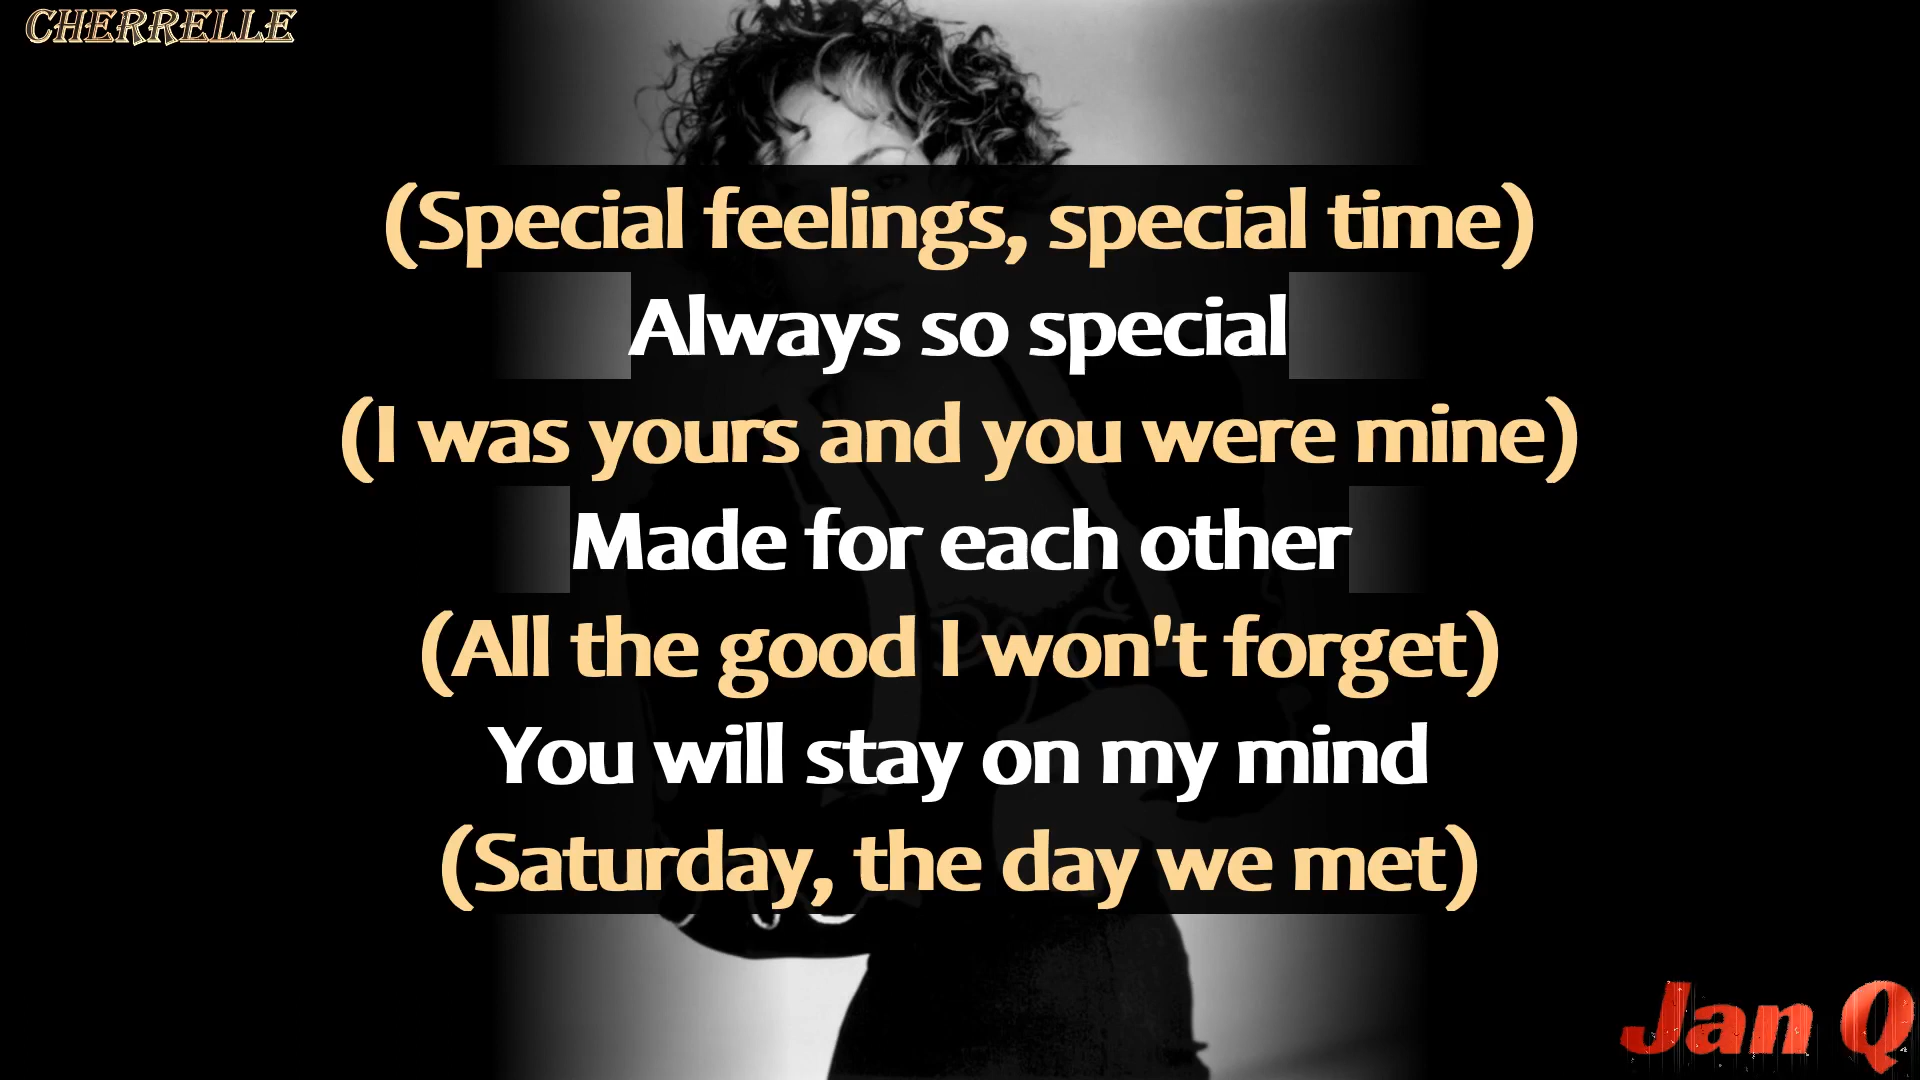 CHERRELLE
(Special feelings, special time)
Always so special
(I was yours and you were mine)
Made for each other
(All the good I won't forget)
You will stay on my mind
(Saturday, the day we met)
Jan Q